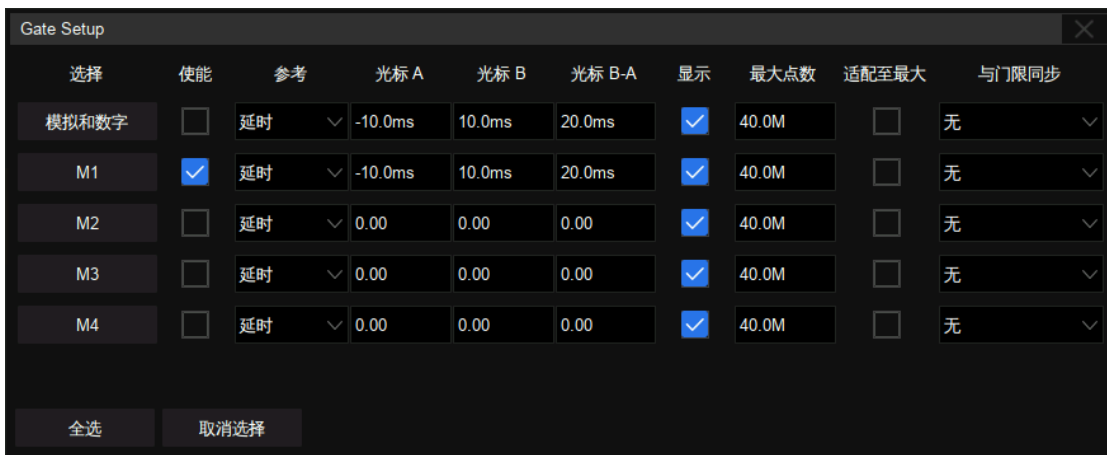 Gate Setup
选择 使能 参考 光标 A 光标 B 光标 B-A 显示 最大点数 适配至最大 与门限同步
模拟和数字 延时 -10.0ms 10.0ms 20.0ms 40.0M 无
M1 延时 -10.0ms 10.0ms 20.0ms 40.0M 无
M2 延时 0.00 0.00 0.00 40.0M 无
M3 延时 0.00 0.00 0.00 40.0M 无
M4 延时 0.00 0.00 0.00 40.0M 无
全选 取消选择